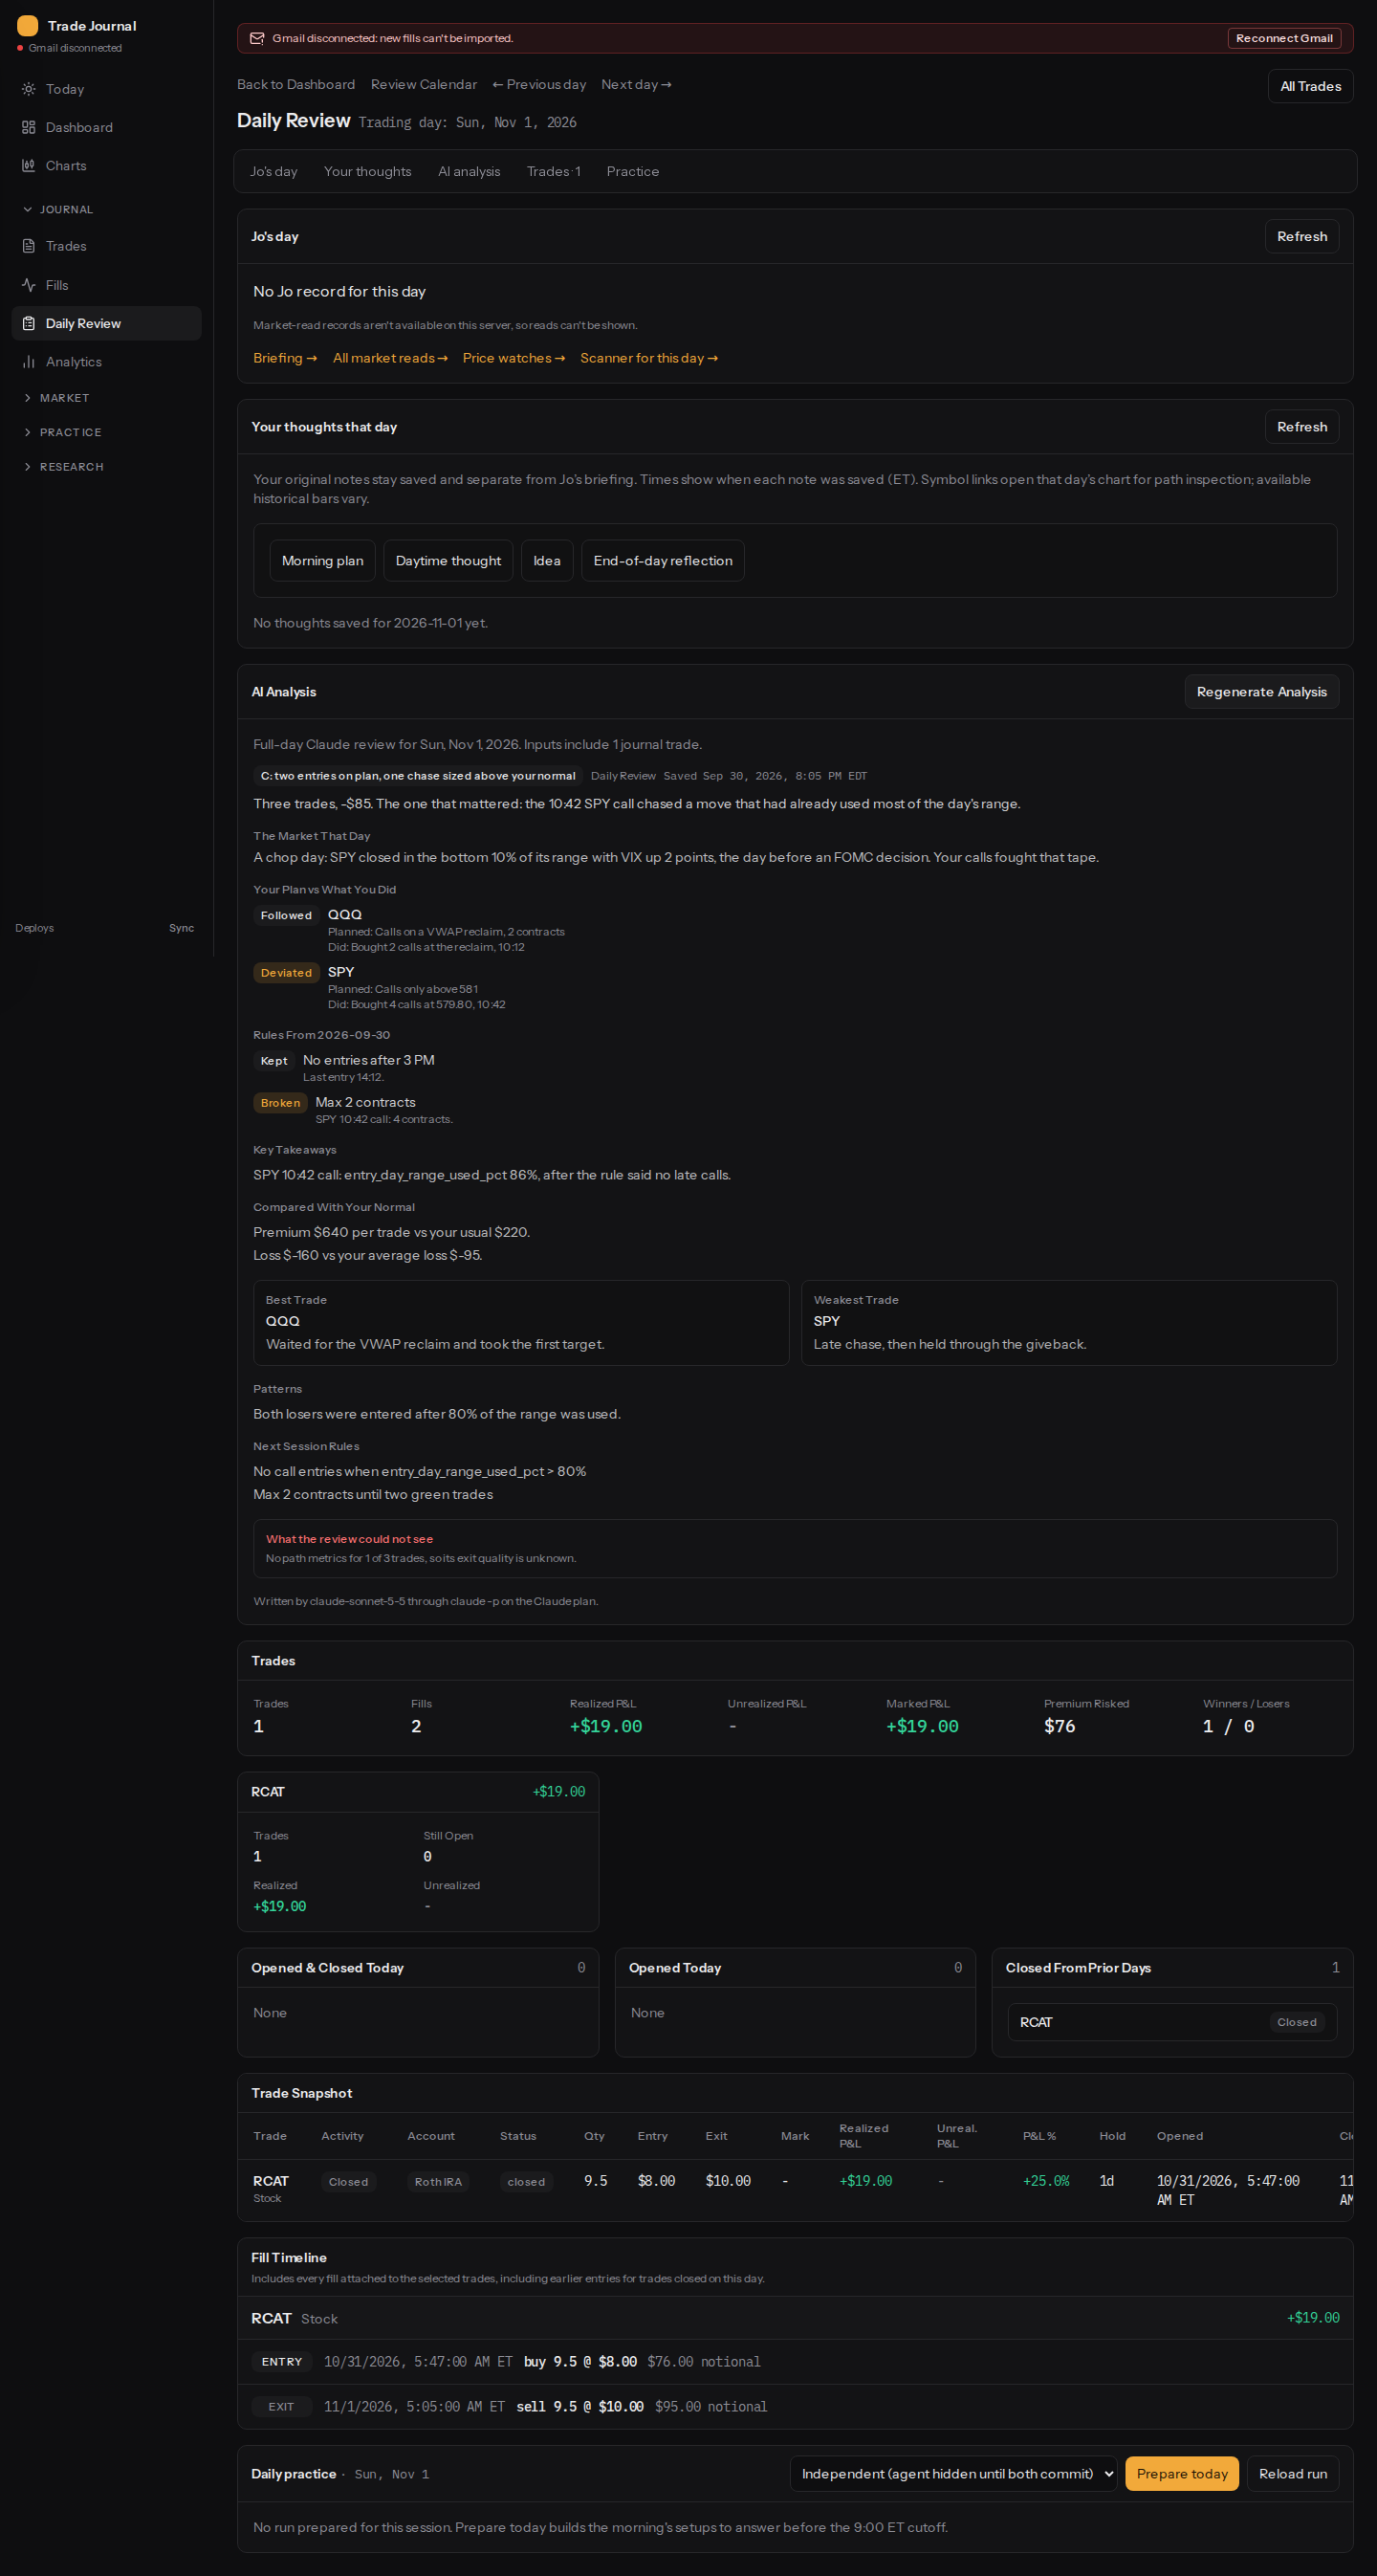 Trade Journal
Gmail disconnected
Today
Dashboard
Charts
JOURNAL
Trades
Fills
Daily Review
Analytics
MARKET
PRACTICE
RESEARCH
Deploys
Sync
Gmail disconnected: new fills can't be imported.
Reconnect Gmail
Back to Dashboard
Review Calendar
← Previous day
Next day →
All Trades
Daily Review Trading day: Sun, Nov 1, 2026
Jo's day
Your thoughts
AI analysis
Trades · 1
Practice
Jo's day
Refresh
No Jo record for this day
Market-read records aren't available on this server, so reads can't be shown.
Briefing →
All market reads →
Price watches →
Scanner for this day →
Your thoughts that day
Refresh
Your original notes stay saved and separate from Jo's briefing. Times show when each note was saved (ET). Symbol links open that day's chart for path inspection; available
historical bars vary.
Morning plan
Daytime thought
Idea
End-of-day reflection
No thoughts saved for 2026-11-01 yet.
AI Analysis
Regenerate Analysis
Full-day Claude review for Sun, Nov 1, 2026. Inputs include 1 journal trade.
C: two entries on plan, one chase sized above your normal
Daily Review
Saved Sep 30, 2026, 8:05 PM EDT
Three trades, -$85. The one that mattered: the 10:42 SPY call chased a move that had already used most of the day's range.
The Market That Day
A chop day: SPY closed in the bottom 10% of its range with VIX up 2 points, the day before an FOMC decision. Your calls fought that tape.
Your Plan vs What You Did
Followed
QQQ
Planned: Calls on a VWAP reclaim, 2 contracts
Did: Bought 2 calls at the reclaim, 10:12
Deviated
SPY
Planned: Calls only above 581
Did: Bought 4 calls at 579.80, 10:42
Rules From 2026-09-30
Kept
No entries after 3 PM
Last entry 14:12.
Broken
Max 2 contracts
SPY 10:42 call: 4 contracts.
Key Takeaways
SPY 10:42 call: entry_day_range_used_pct 86%, after the rule said no late calls.
Compared With Your Normal
Premium $640 per trade vs your usual $220.
Loss $-160 vs your average loss $-95.
Best Trade
QQQ
Waited for the VWAP reclaim and took the first target.
Weakest Trade
SPY
Late chase, then held through the giveback.
Patterns
Both losers were entered after 80% of the range was used.
Next Session Rules
No call entries when entry_day_range_used_pct > 80%
Max 2 contracts until two green trades
What the review could not see
No path metrics for 1 of 3 trades, so its exit quality is unknown.
Written by claude-sonnet-5-5 through claude -p on the Claude plan.
Trades
Trades
Fills
Realized P&L
Unrealized P&L
Marked P&L
Premium Risked
Winners / Losers
1
2
+$19.00
-
+$19.00
$76
1 / 0
RCAT
+$19.00
Trades
Still Open
1
0
Realized
Unrealized
+$19.00
-
Opened & Closed Today
0
None
Opened Today
0
None
Closed From Prior Days
1
RCAT
Closed
Trade Snapshot
Trade
Activity
Account
Status
Qty
Entry
Exit
Mark
Realized
P&L
Unreal.
P&L
P&L %
Hold
Opened
Clo
RCAT
Stock
Closed
Roth IRA
closed
9.5
$8.00
$10.00
-
+$19.00
-
+25.0%
1d
10/31/2026, 5:47:00
AM ET
11
AM
Fill Timeline
Includes every fill attached to the selected trades, including earlier entries for trades closed on this day.
RCAT Stock
+$19.00
ENTRY
10/31/2026, 5:47:00 AM ET buy 9.5 @ $8.00 $76.00 notional
EXIT
11/1/2026, 5:05:00 AM ET sell 9.5 @ $10.00 $95.00 notional
Daily practice · Sun, Nov 1
Independent (agent hidden until both commit)
Prepare today
Reload run
No run prepared for this session. Prepare today builds the morning's setups to answer before the 9:00 ET cutoff.